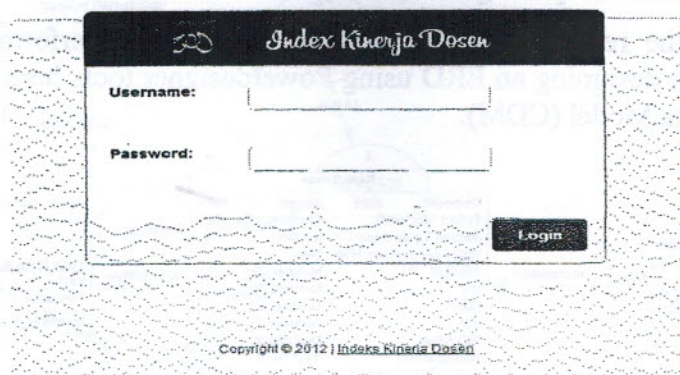 Index Kinerja Dosen
Username:
Password:
Login
Copyright © 2012 | Indeks Kinerja Dosen